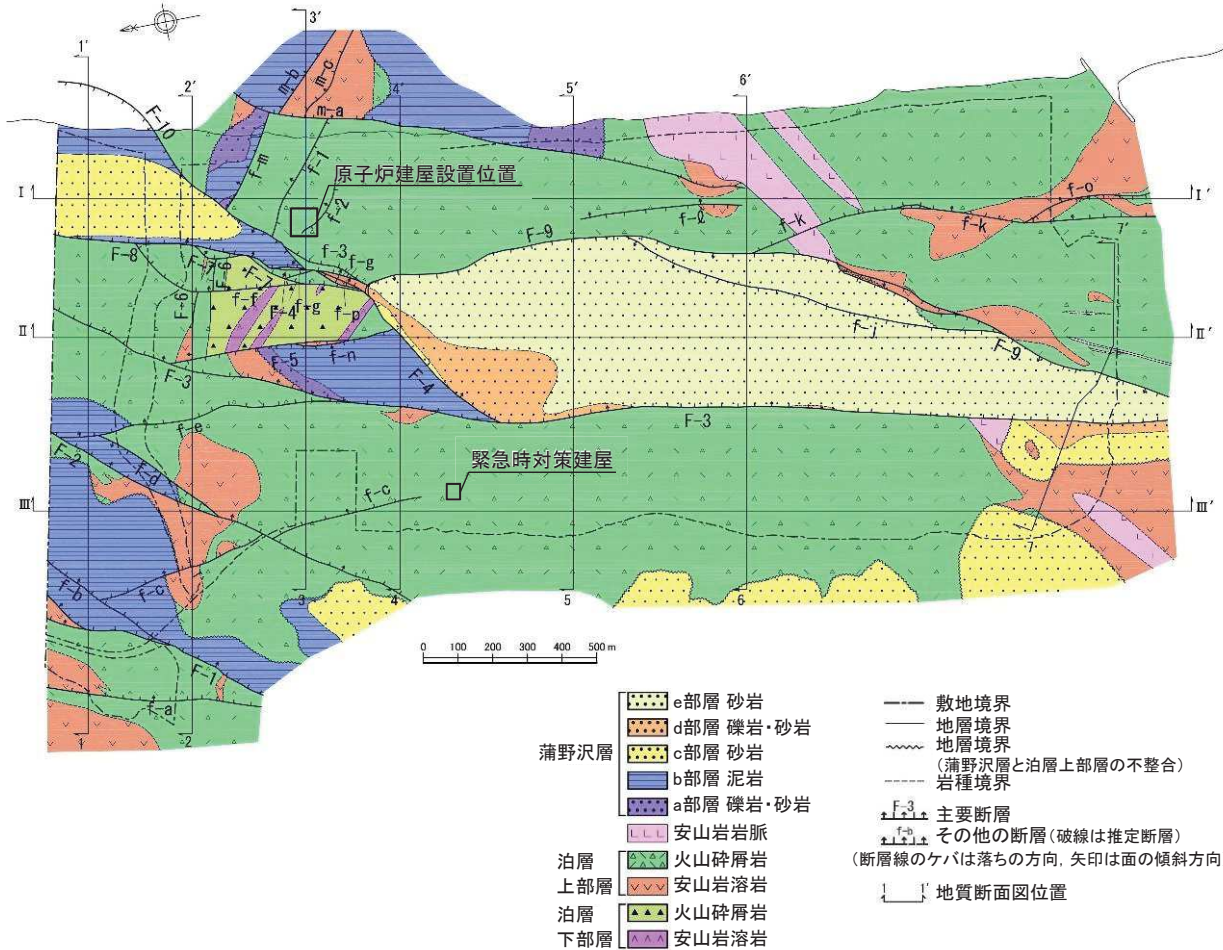 3'
1'
2'
4'
5'
6'
m-b
m-c
m-a
F-10
f-m
f-1
原子炉建屋設置位置
f-2
I
I'
f-o
f-ℓ
f-k
f-k
7'
F-9
F-8
F-7
f-3
f-g
F-6
F-6
f-f
F-4
f-g
f-p
II
II'
f-j
F-9
F-5
f-n
F-3
F-4
F-3
f-e
F-2
f-d
緊急時対策建屋
f-c
III
III'
7
f-b
f-c
3
4
5
6
F-1
f-a
1
2
0 100 200 300 400 500 m
蒲野沢層
e部層 砂岩
d部層 礫岩・砂岩
c部層 砂岩
b部層 泥岩
a部層 礫岩・砂岩
安山岩岩脈
泊層
上部層
火山砕屑岩
安山岩溶岩
泊層
下部層
火山砕屑岩
安山岩溶岩
敷地境界
地層境界
地層境界
(蒲野沢層と泊層上部層の不整合)
岩種境界
F-3 主要断層
f-b その他の断層(破線は推定断層)
(断層線のケバは落ちの方向，矢印は面の傾斜方向
1 1' 地質断面図位置